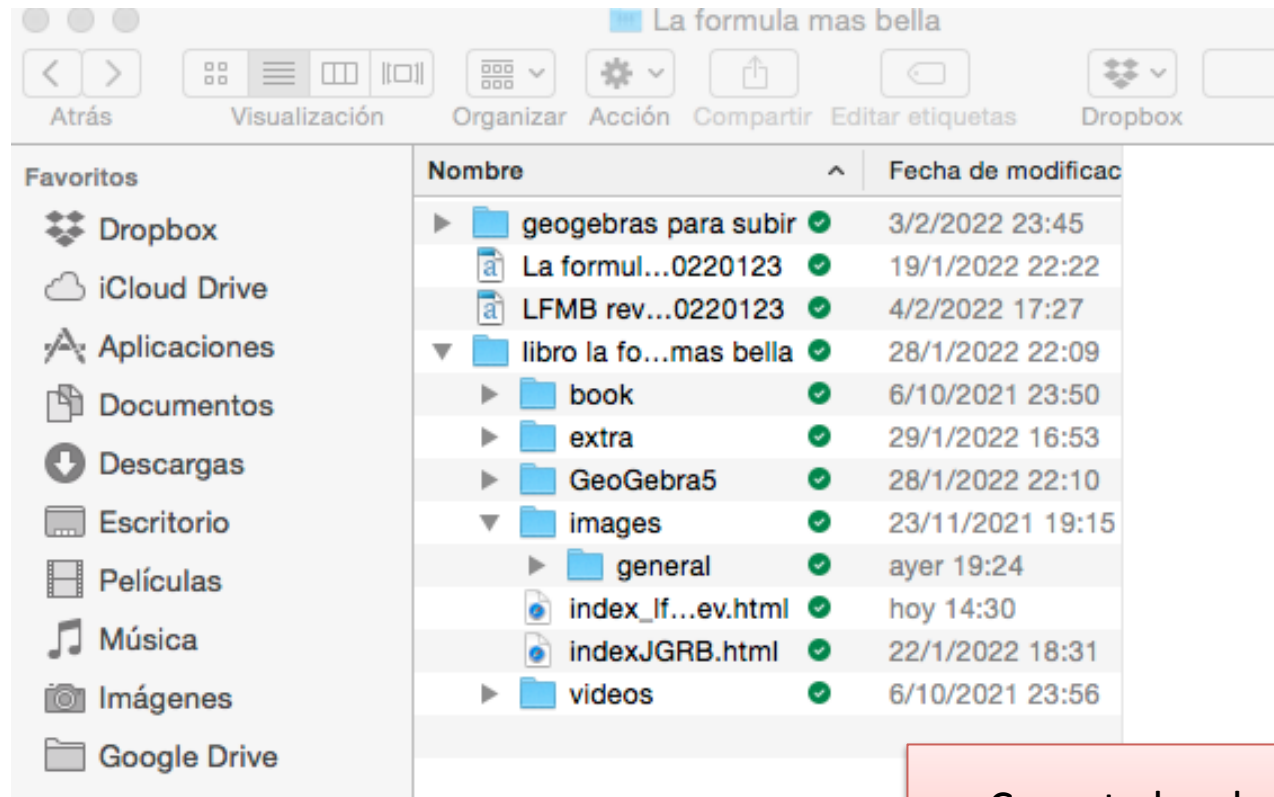 La formula mas bella
Atrás Visualización Organizar Acción Compartir Editar etiquetas Dropbox
Favoritos
Dropbox
iCloud Drive
Aplicaciones
Documentos
Descargas
Escritorio
Películas
Música
Imágenes
Google Drive
Nombre Fecha de modificac
geogebras para subir 3/2/2022 23:45
La formul...0220123 19/1/2022 22:22
LFMB rev...0220123 4/2/2022 17:27
libro la fo...mas bella 28/1/2022 22:09
book 6/10/2021 23:50
extra 29/1/2022 16:53
GeoGebra5 28/1/2022 22:10
images 23/11/2021 19:15
general ayer 19:24
index_lf...ev.html hoy 14:30
indexJGRB.html 22/1/2022 18:31
videos 6/10/2021 23:56